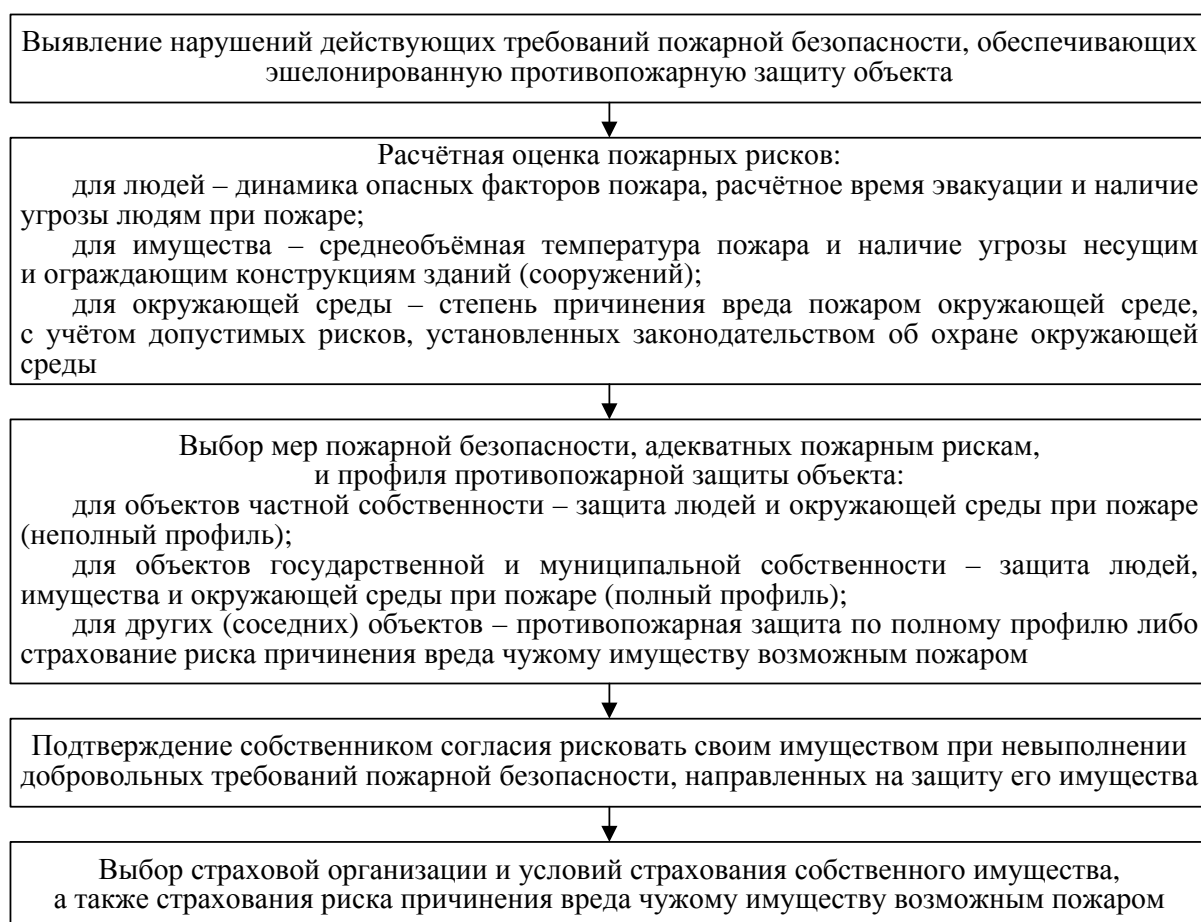 Выявление нарушений действующих требований пожарной безопасности, обеспечивающих
эшелонированную противопожарную защиту объекта
Расчётная оценка пожарных рисков:
для людей – динамика опасных факторов пожара, расчётное время эвакуации и наличие
угрозы людям при пожаре;
для имущества – среднеобъёмная температура пожара и наличие угрозы несущим
и ограждающим конструкциям зданий (сооружений);
для окружающей среды – степень причинения вреда пожаром окружающей среде,
с учётом допустимых рисков, установленных законодательством об охране окружающей
среды
Выбор мер пожарной безопасности, адекватных пожарным рискам,
и профиля противопожарной защиты объекта:
для объектов частной собственности – защита людей и окружающей среды при пожаре
(неполный профиль);
для объектов государственной и муниципальной собственности – защита людей,
имущества и окружающей среды при пожаре (полный профиль);
для других (соседних) объектов – противопожарная защита по полному профилю либо
страхование риска причинения вреда чужому имуществу возможным пожаром
Подтверждение собственником согласия рисковать своим имуществом при невыполнении
добровольных требований пожарной безопасности, направленных на защиту его имущества
Выбор страховой организации и условий страхования собственного имущества,
а также страхования риска причинения вреда чужому имуществу возможным пожаром